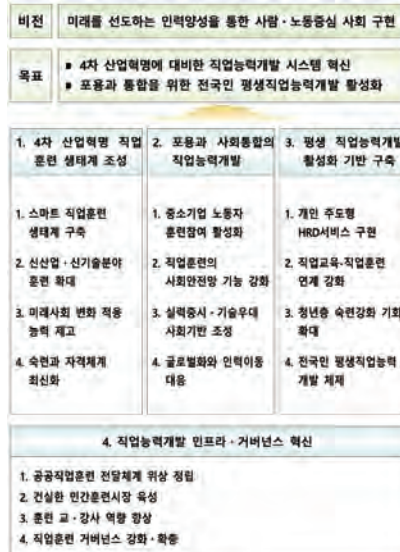 비전
미래를 선도하는 인력양성을 통한 사람·노동중심 사회 구현
목표
▪ 4차 산업혁명에 대비한 직업능력개발 시스템 혁신
▪ 포용과 통합을 위한 전국민 평생직업능력개발 활성화
1. 4차 산업혁명 직업
훈련 생태계 조성
2. 포용과 사회통합의
직업능력개발
3. 평생 직업능력개발
활성화 기반 구축
1. 스마트 직업훈련
생태계 구축
2. 신산업·신기술분야
훈련 확대
3. 미래사회 변화 적응
능력 제고
4. 숙련과 자격체계
최신화
1. 중소기업 노동자
훈련참여 활성화
2. 직업훈련의
사회안전망 기능 강화
3. 실력중시·기술우대
사회기반 조성
4. 글로벌화와 인력이동
대응
1. 개인 주도형
HRD서비스 구현
2. 직업교육-직업훈련
연계 강화
3. 청년층 숙련강화 기회
확대
4. 전국민 평생직업능력
개발 체제
4. 직업능력개발 인프라·거버넌스 혁신
1. 공공직업훈련 전달체계 위상 정립
2. 건실한 민간훈련시장 육성
3. 훈련 교·강사 역량 향상
4. 직업훈련 거버넌스 강화·확충